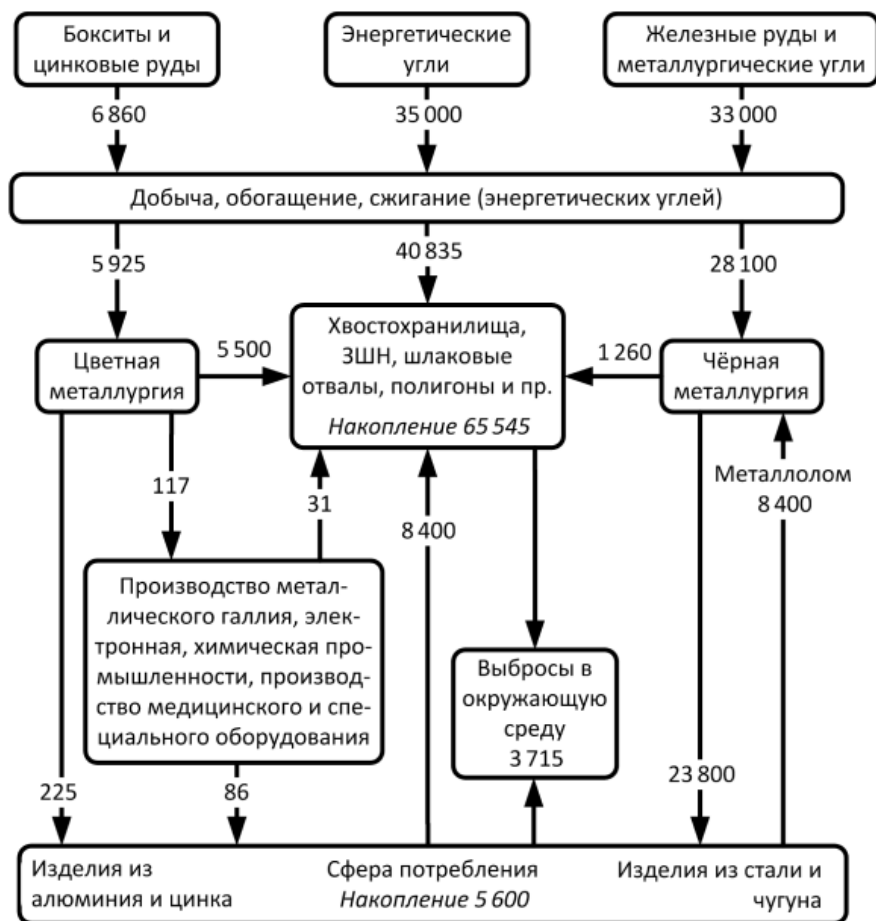 Бокситы и
цинковые руды
Энергетические
угли
Железные руды и
металлургические угли
6 860
35 000
33 000
Добыча, обогащение, сжигание (энергетических углей)
5 925
40 835
28 100
Цветная
металлургия
5 500
Хвостохранилища,
ЗШН, шлаковые
отвалы, полигоны и пр.
Накопление 65 545
1 260
Чёрная
металлургия
117
31
8 400
Металлолом
8 400
Производство метал-
лического галлия, элек-
тронная, химическая про-
мышленности, производ-
ство медицинского и спе-
циального оборудования
Выбросы в
окружающую
среду
3 715
225
86
23 800
Изделия из
алюминия и цинка
Сфера потребления
Накопление 5 600
Изделия из стали и
чугуна